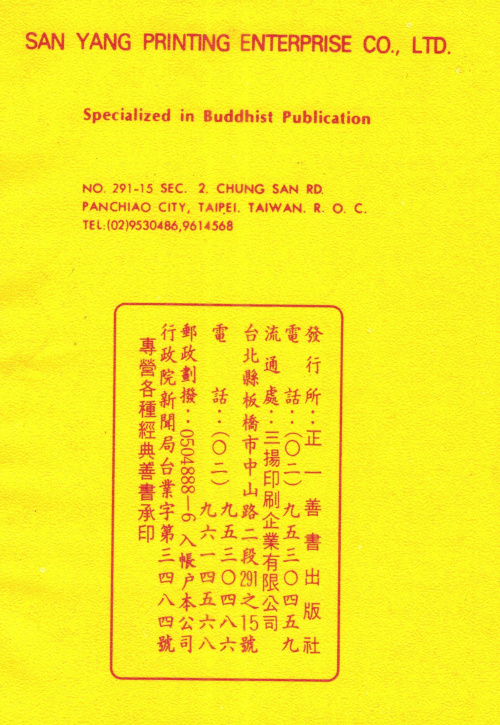 SAN YANG PRINTING ENTERPRISE CO., LTD.
Specialized in Buddhist Publication
NO. 291-15 SEC. 2. CHUNG SAN RD.
PANCHIAO CITY, TAIPEI. TAIWAN. R. O. C.
TEL:(02)9530486,9614568
發行所：正一善書出版社
電話：(〇二)九五三〇四五九
流通處：三揚印刷企業有限公司
台北縣板橋市中山路二段291之15號
電話：(〇二)九五三〇四八六
九六一四五六八
郵政劃撥：0504888－6入帳戶本公司
行政院新聞局台業字第三四八四號
專營各種經典善書承印